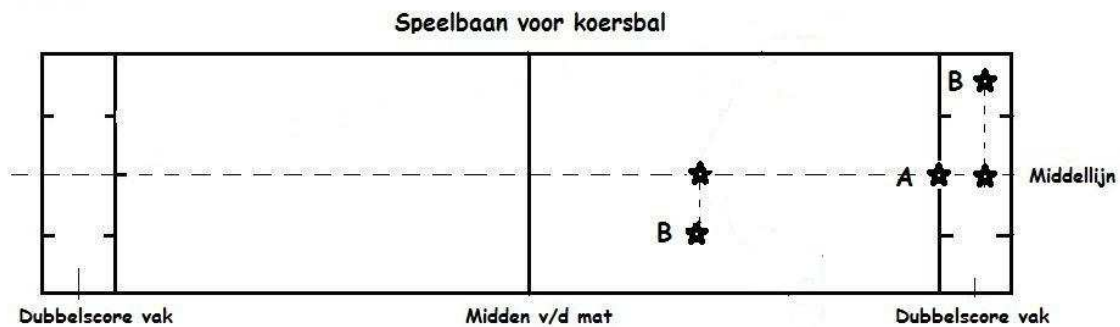 Speelbaan voor koersbal
B
A
Middellijn
B
Dubbelscore vak
Midden v/d mat
Dubbelscore vak